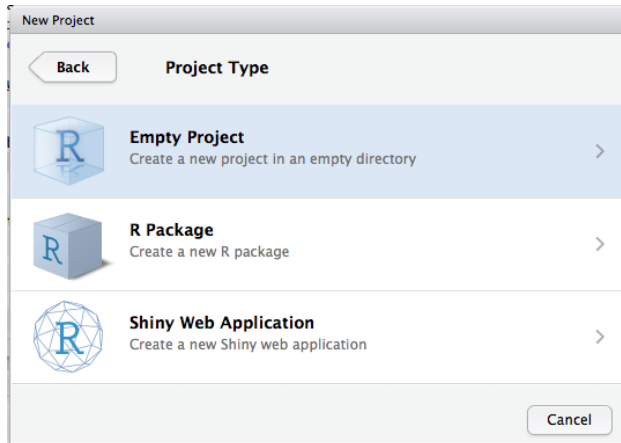 New Project
Back
Project Type
R
Empty Project
Create a new project in an empty directory
R
R Package
Create a new R package
R
Shiny Web Application
Create a new Shiny web application
Cancel